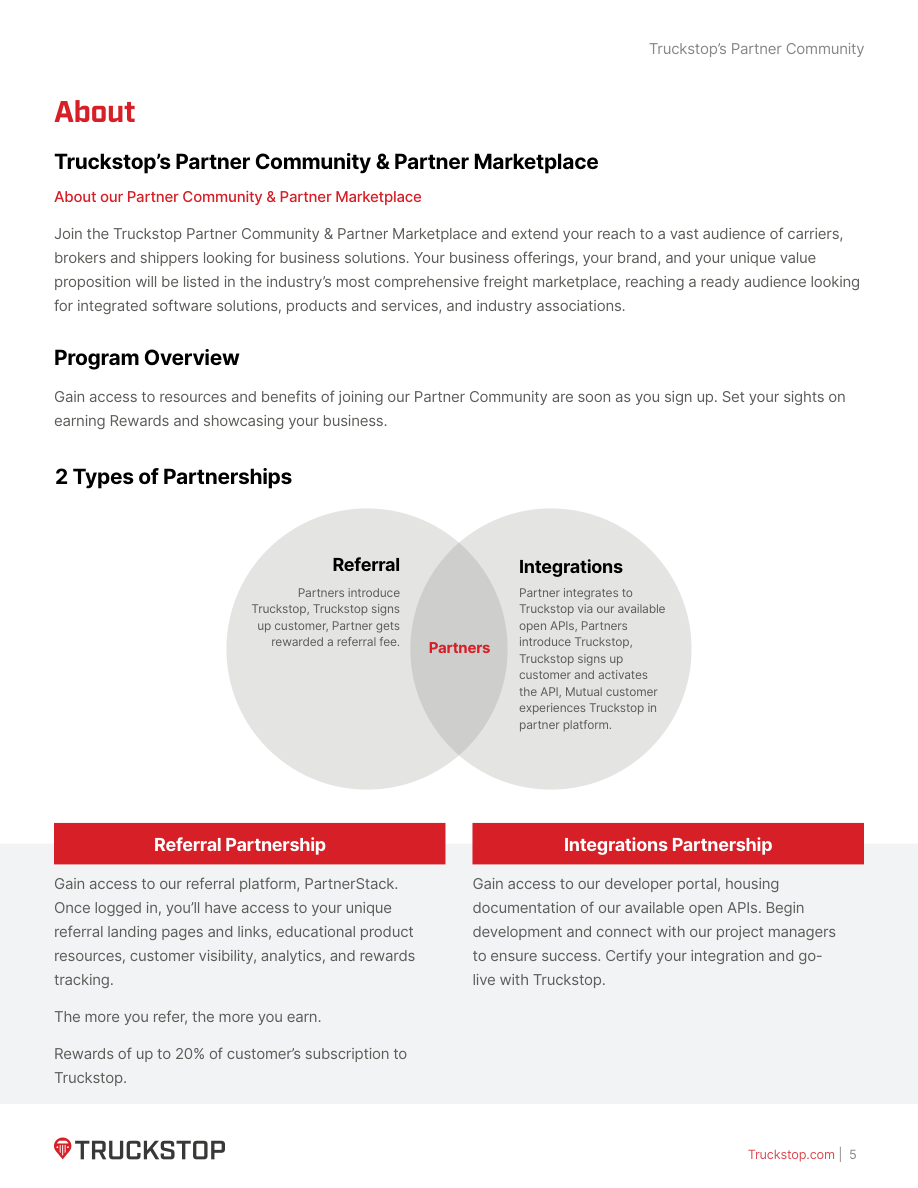 Truckstop’s Partner Community
About
Truckstop’s Partner Community & Partner Marketplace
About our Partner Community & Partner Marketplace
Join the Truckstop Partner Community & Partner Marketplace and extend your reach to a vast audience of carriers,
brokers and shippers looking for business solutions. Your business offerings, your brand, and your unique value
proposition will be listed in the industry’s most comprehensive freight marketplace, reaching a ready audience looking
for integrated software solutions, products and services, and industry associations.
Program Overview
Gain access to resources and benefits of joining our Partner Community are soon as you sign up. Set your sights on
earning Rewards and showcasing your business.
2 Types of Partnerships
Referral
Partners introduce
Truckstop, Truckstop signs
up customer, Partner gets
rewarded a referral fee.
Partners
Integrations
Partner integrates to
Truckstop via our available
open APIs, Partners
introduce Truckstop,
Truckstop signs up
customer and activates
the API, Mutual customer
experiences Truckstop in
partner platform.
Referral Partnership
Gain access to our referral platform, PartnerStack.
Once logged in, you’ll have access to your unique
referral landing pages and links, educational product
resources, customer visibility, analytics, and rewards
tracking.
The more you refer, the more you earn.
Rewards of up to 20% of customer’s subscription to
Truckstop.
Integrations Partnership
Gain access to our developer portal, housing
documentation of our available open APIs. Begin
development and connect with our project managers
to ensure success. Certify your integration and go-
live with Truckstop.
TRUCKSTOP
Truckstop.com | 5